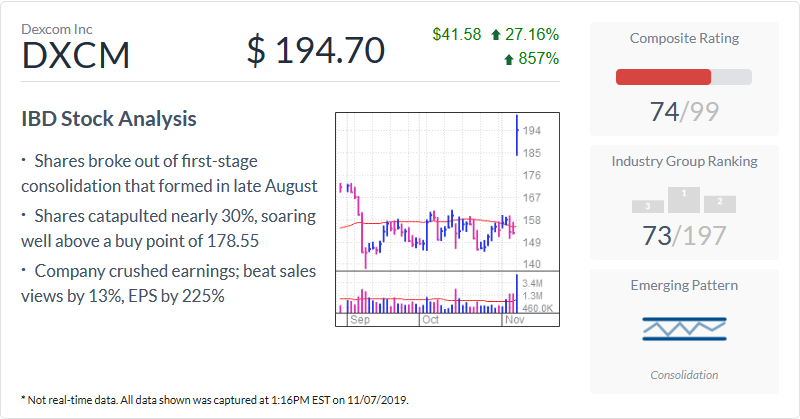 Dexcom Inc
DXCM
$ 194.70
$41.58 27.16%
857%
IBD Stock Analysis
· Shares broke out of first-stage
consolidation that formed in late August
· Shares catapulted nearly 30%, soaring
well above a buy point of 178.55
· Company crushed earnings; beat sales
views by 13%, EPS by 225%
194
185
176
167
158
149
140
3.4M
1.3M
460.0K
Sep Oct Nov
Composite Rating
74/99
Industry Group Ranking
3 1 2
73/197
Emerging Pattern
Consolidation
* Not real-time data. All data shown was captured at 1:16PM EST on 11/07/2019.